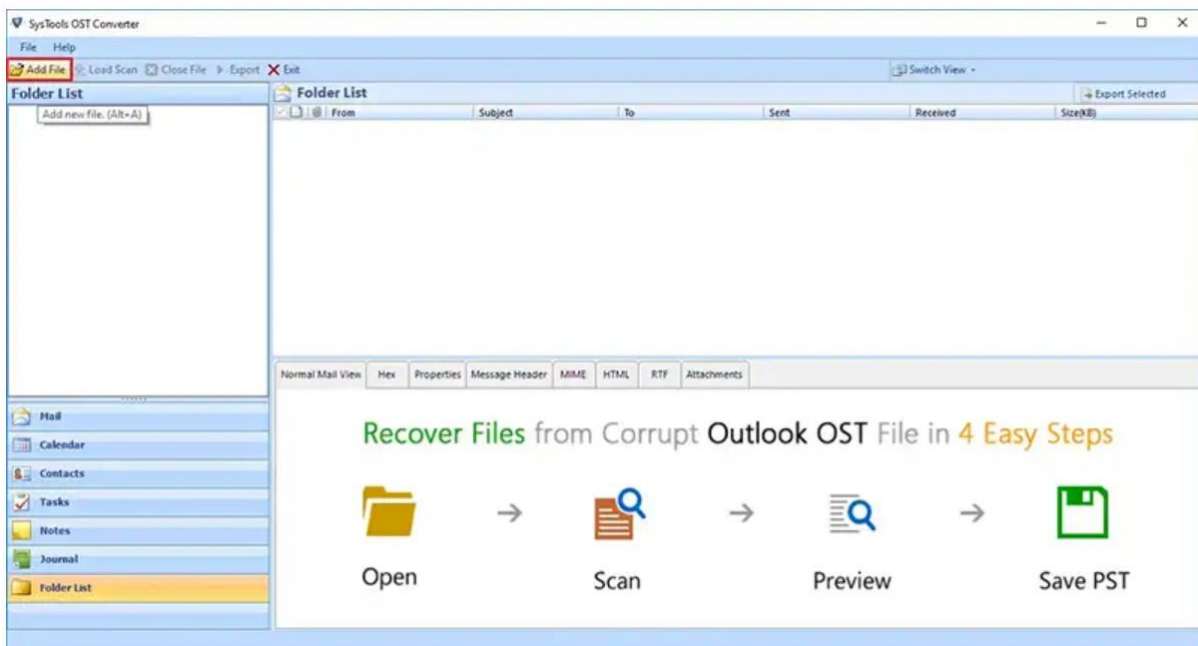 SysTools OST Converter
File Help
Add File Load Scan Close File Export Exit Switch View
Folder List
Add new file. (Alt+A)
Folder List Export Selected
From Subject To Sent Received Size(KB)
Mail
Calendar
Contacts
Tasks
Notes
Journal
Folder List
Normal Mail View Hex Properties Message Header MIME HTML RTF Attachments
Recover Files from Corrupt Outlook OST File in 4 Easy Steps
Open Scan Preview Save PST